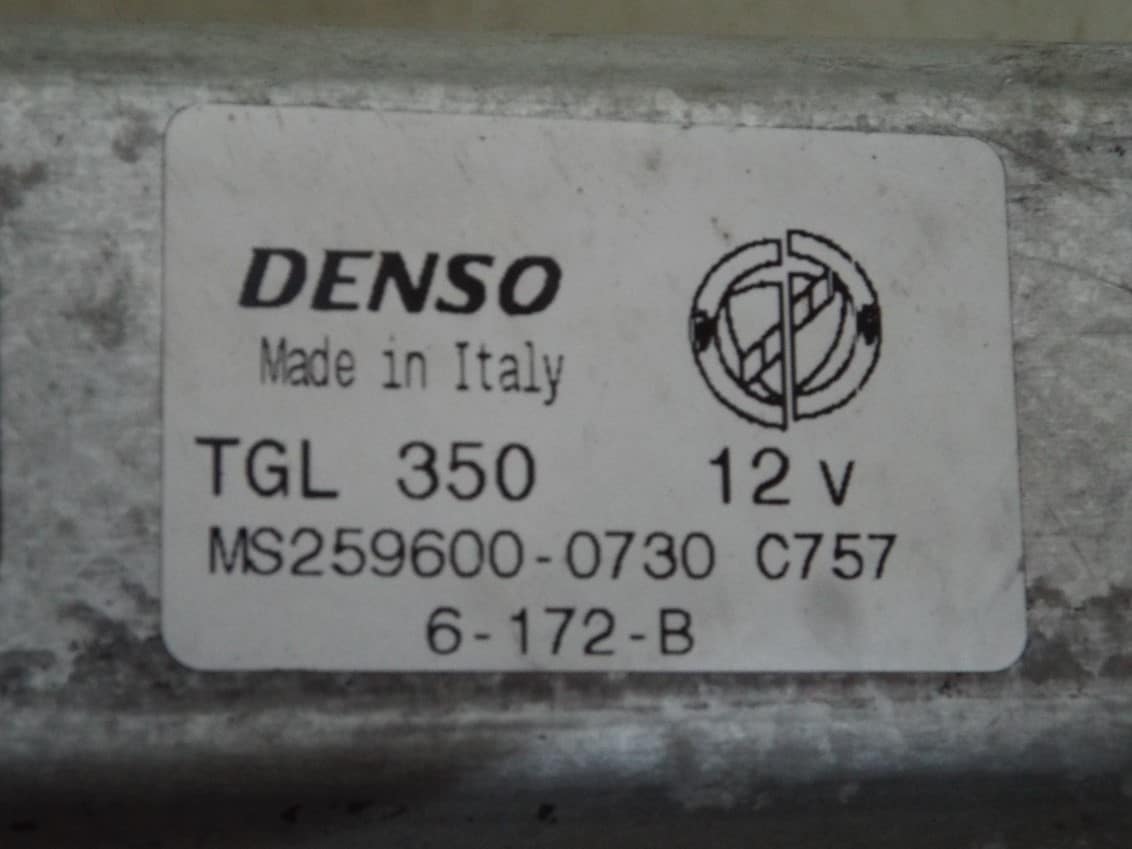 DENSO
Made in Italy
TGL 350 12 V
MS259600-0730 C757
6-172-B